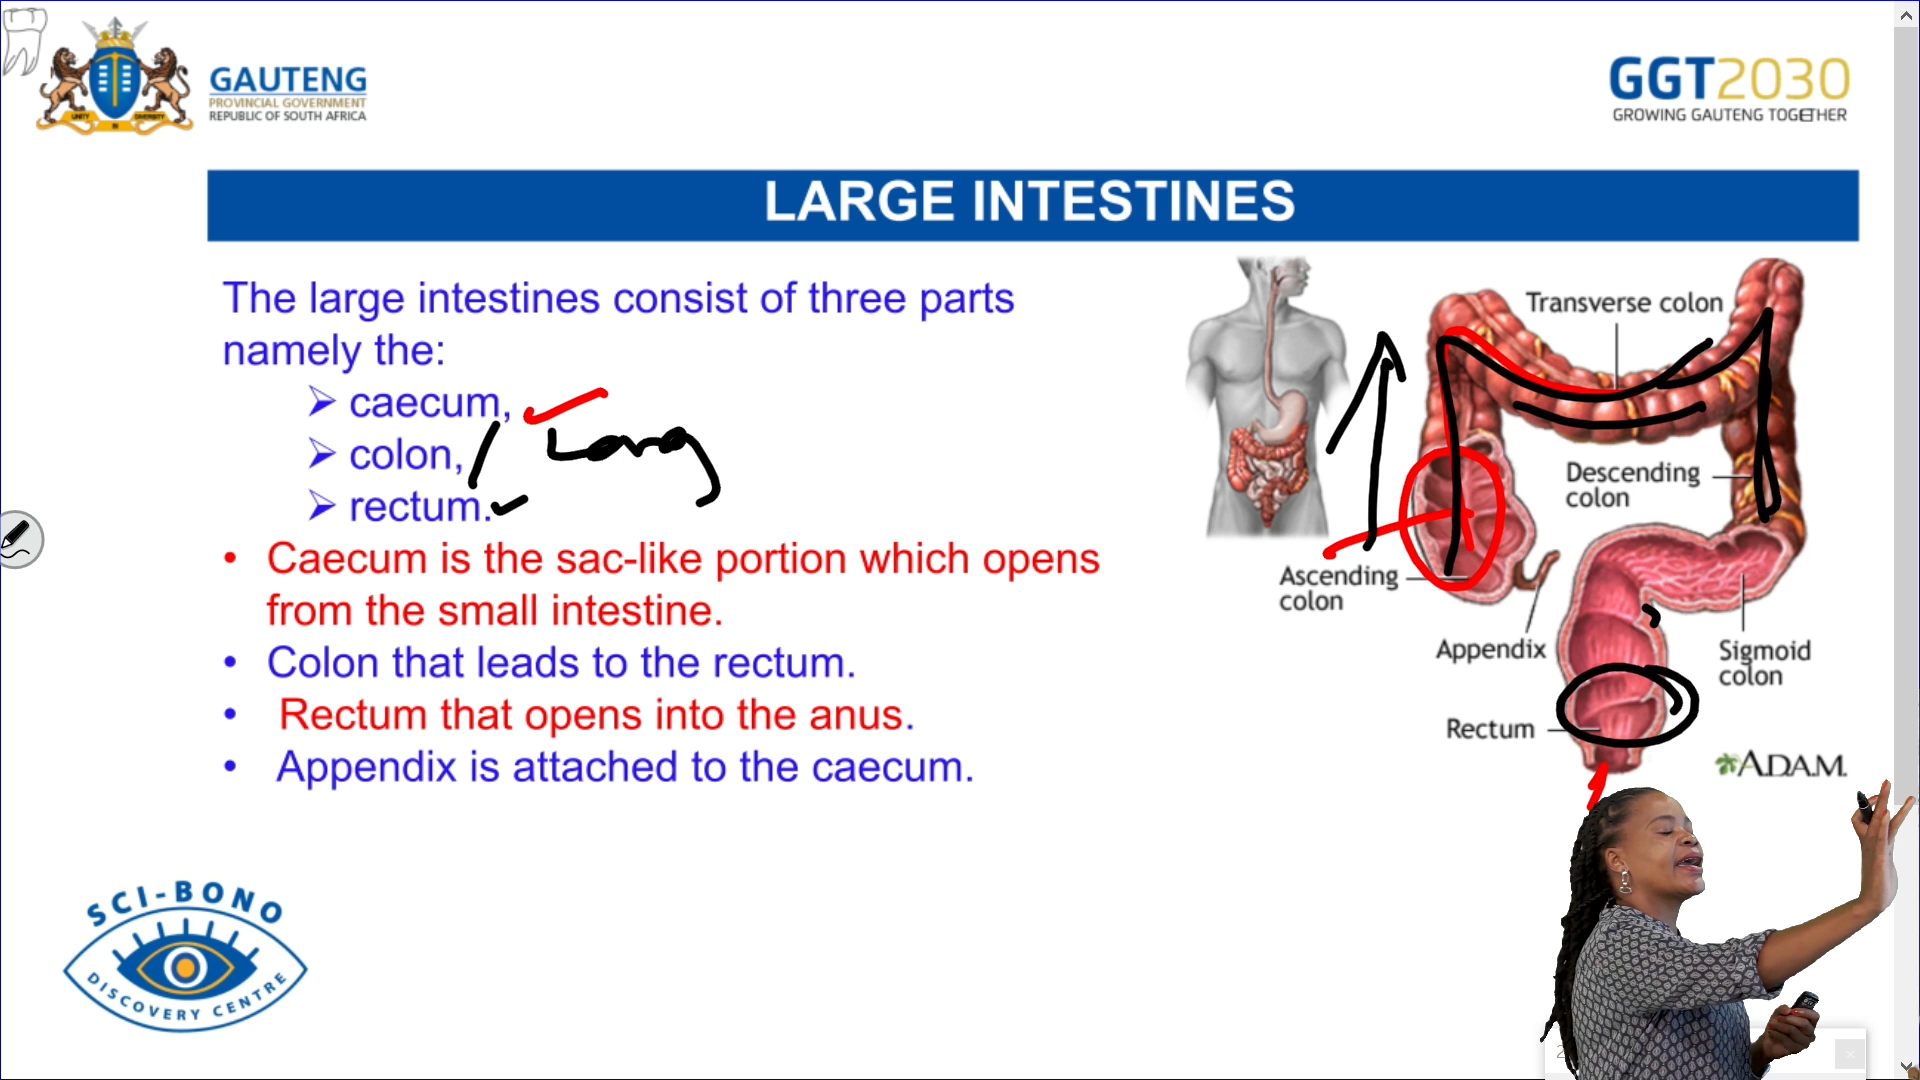 GAUTENG
PROVINCIAL GOVERNMENT
REPUBLIC OF SOUTH AFRICA
UNITY IN DIVERSITY
GGT2030
GROWING GAUTENG TOGETHER
LARGE INTESTINES
The large intestines consist of three parts
namely the:
➢ caecum,
➢ colon,
Long
➢ rectum.
• Caecum is the sac-like portion which opens
from the small intestine.
• Colon that leads to the rectum.
• Rectum that opens into the anus.
• Appendix is attached to the caecum.
Transverse colon
Descending
colon
Ascending
colon
Appendix
Sigmoid
colon
Rectum
A.D.A.M.
SCI-BONO
DISCOVERY CENTRE